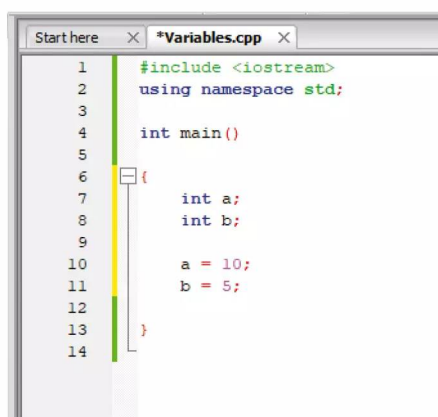 Start here × *Variables.cpp ×
1 #include <iostream>
2 using namespace std;
3
4 int main()
5
6 {
7 int a;
8 int b;
9
10 a = 10;
11 b = 5;
12
13 }
14